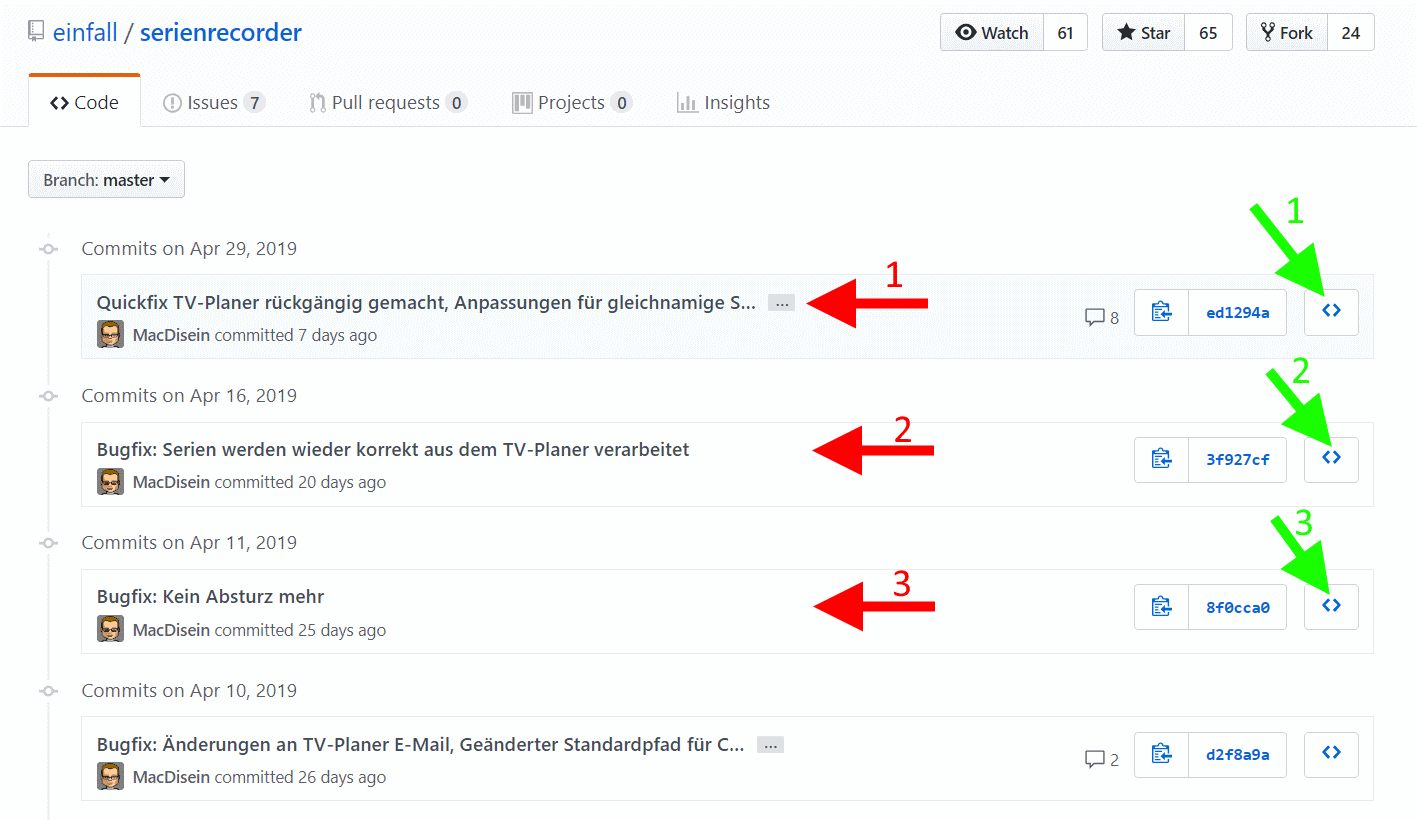 einfall / serienrecorder
Watch 61 Star 65 Fork 24
Code Issues 7 Pull requests 0 Projects 0 Insights
Branch: master
Commits on Apr 29, 2019
1
1
Quickfix TV-Planer rückgängig gemacht, Anpassungen für gleichnamige S... ...
MacDisein committed 7 days ago
8 ed1294a
Commits on Apr 16, 2019
2
2
Bugfix: Serien werden wieder korrekt aus dem TV-Planer verarbeitet
MacDisein committed 20 days ago
3f927cf
Commits on Apr 11, 2019
3
3
Bugfix: Kein Absturz mehr
MacDisein committed 25 days ago
8f0cca0
Commits on Apr 10, 2019
Bugfix: Änderungen an TV-Planer E-Mail, Geänderter Standardpfad für C... ...
MacDisein committed 26 days ago
2 d2f8a9a